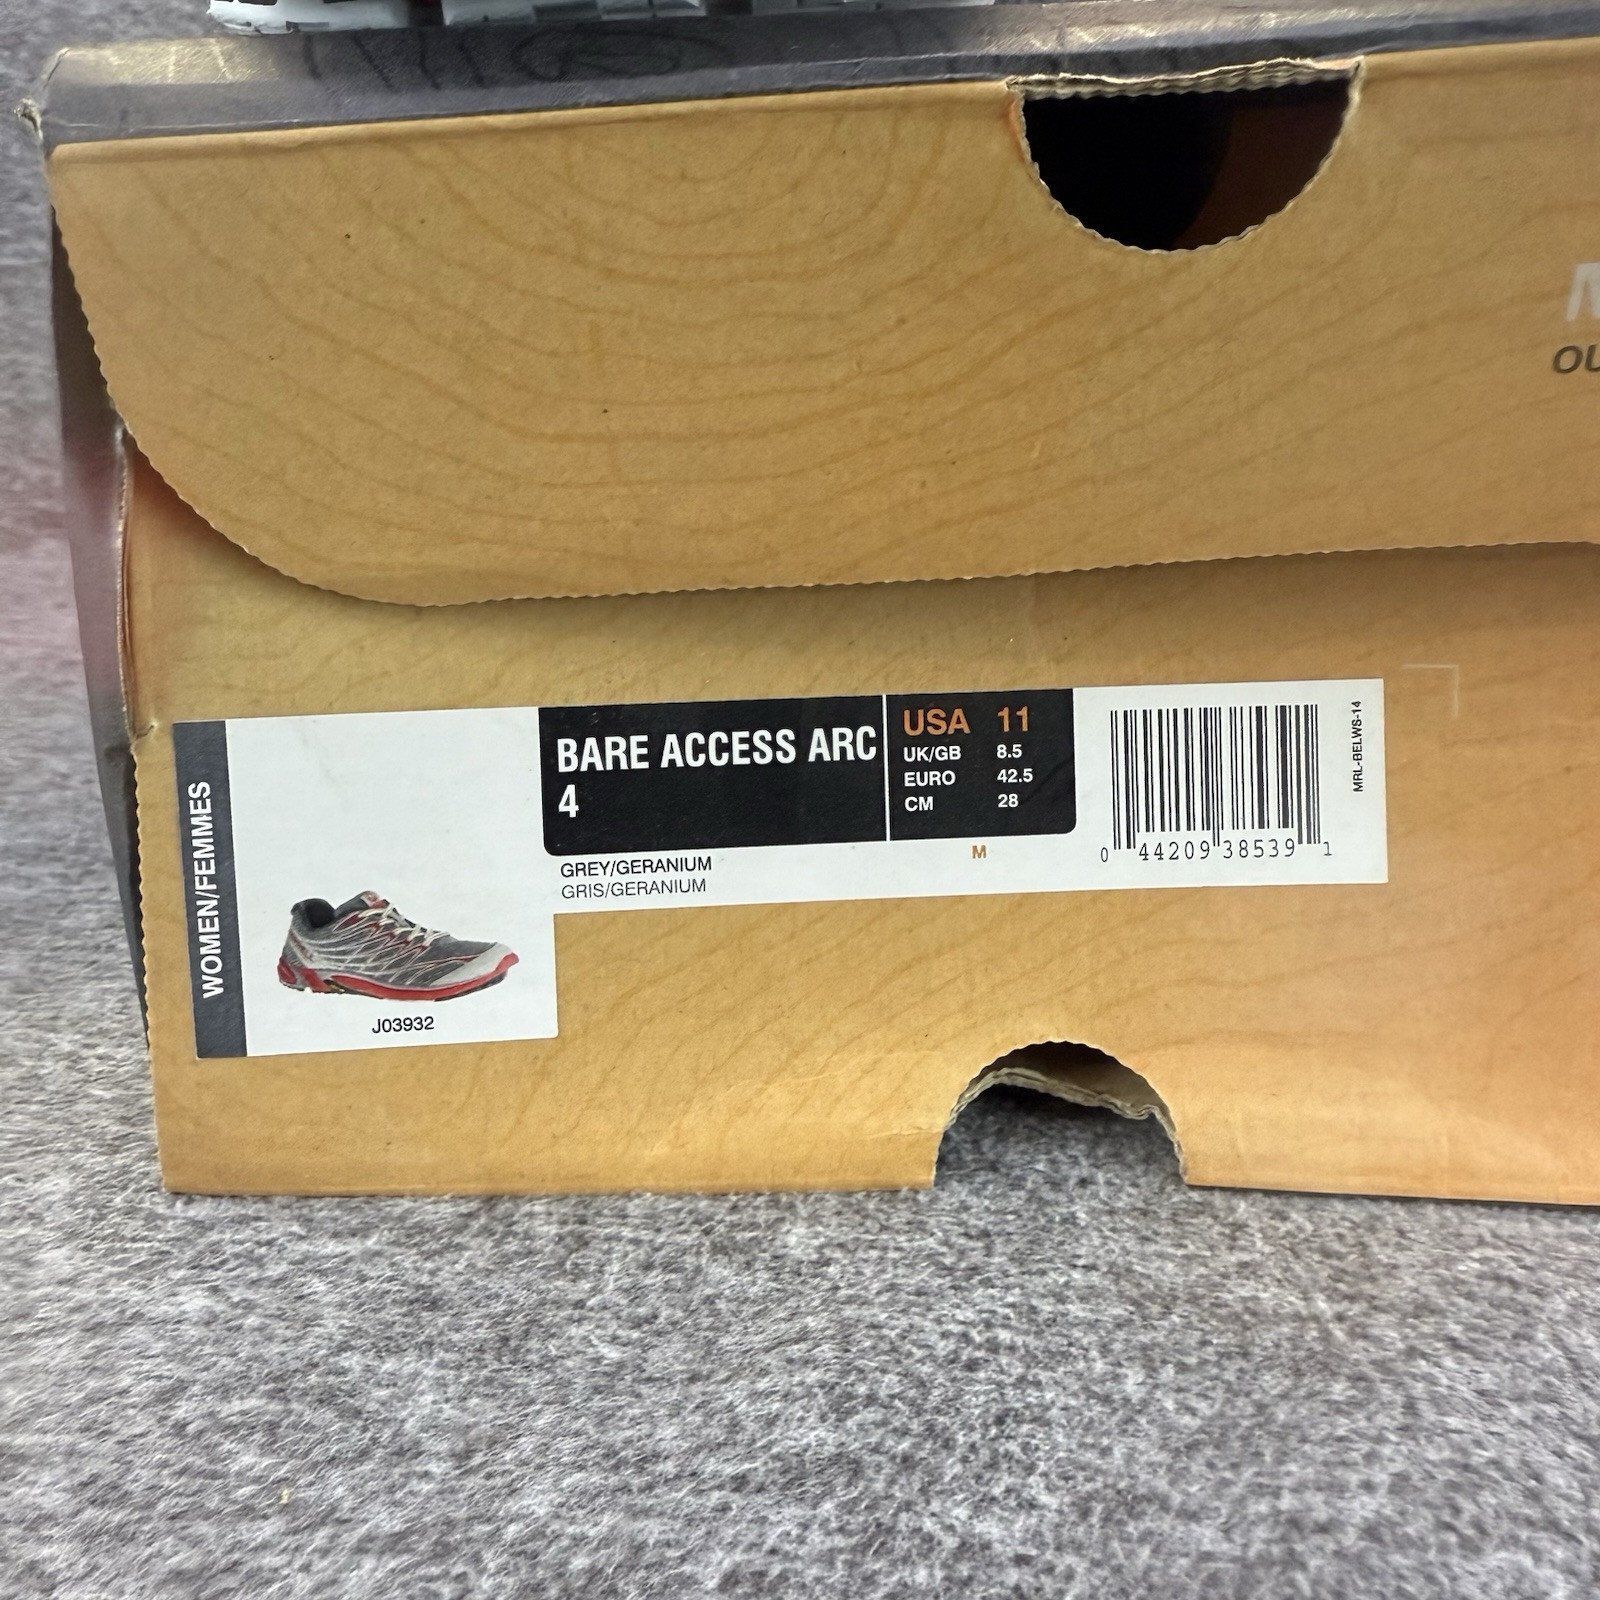 WOMEN/FEMMES
J03932
BARE ACCESS ARC
4
GREY/GERANIUM
GRIS/GERANIUM
USA 11
UK/GB 8.5
EURO 42.5
CM 28
M
0 44209 38539 1
MRL-BELWS-14